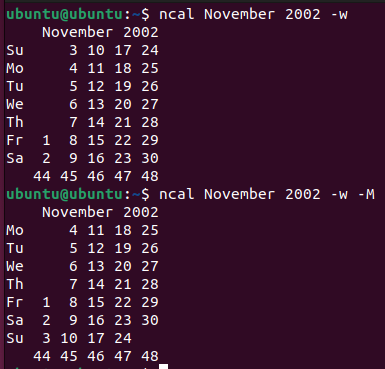 ubuntu@ubuntu:~$ ncal November 2002 -w
    November 2002
Su     3 10 17 24
Mo     4 11 18 25
Tu     5 12 19 26
We     6 13 20 27
Th     7 14 21 28
Fr  1  8 15 22 29
Sa  2  9 16 23 30
   44 45 46 47 48
ubuntu@ubuntu:~$ ncal November 2002 -w -M
    November 2002
Mo     4 11 18 25
Tu     5 12 19 26
We     6 13 20 27
Th     7 14 21 28
Fr  1  8 15 22 29
Sa  2  9 16 23 30
Su  3 10 17 24
   44 45 46 47 48